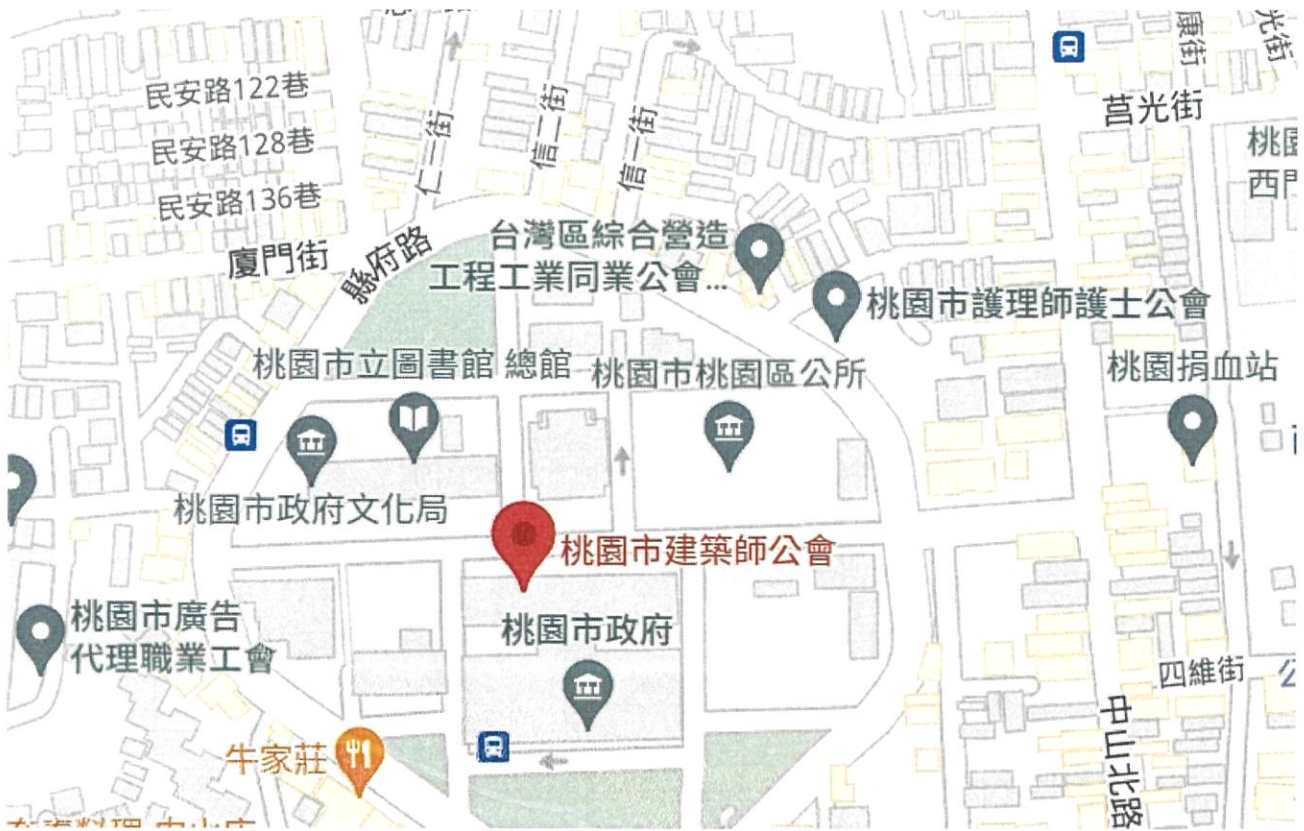 民安路122巷
民安路128巷
民安路136巷
廈門街
縣府路
仁二街
信二街
信一街
康街
光街
莒光街
西門
台灣區綜合營造
工程工業同業公會...
桃園市護理師護士公會
桃園市立圖書館 總館
桃園市桃園區公所
桃園捐血站
桃園市政府文化局
桃園市建築師公會
桃園市廣告
代理職業工會
桃園市政府
四維街
牛家莊
中山北路